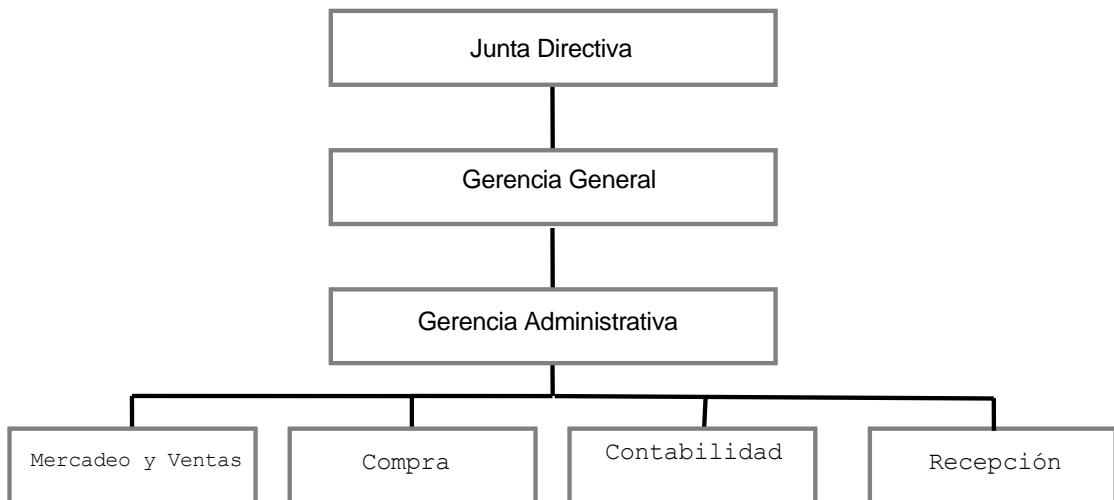 Junta Directiva
Gerencia General
Gerencia Administrativa
Mercadeo y Ventas
Compra
Contabilidad
Recepción